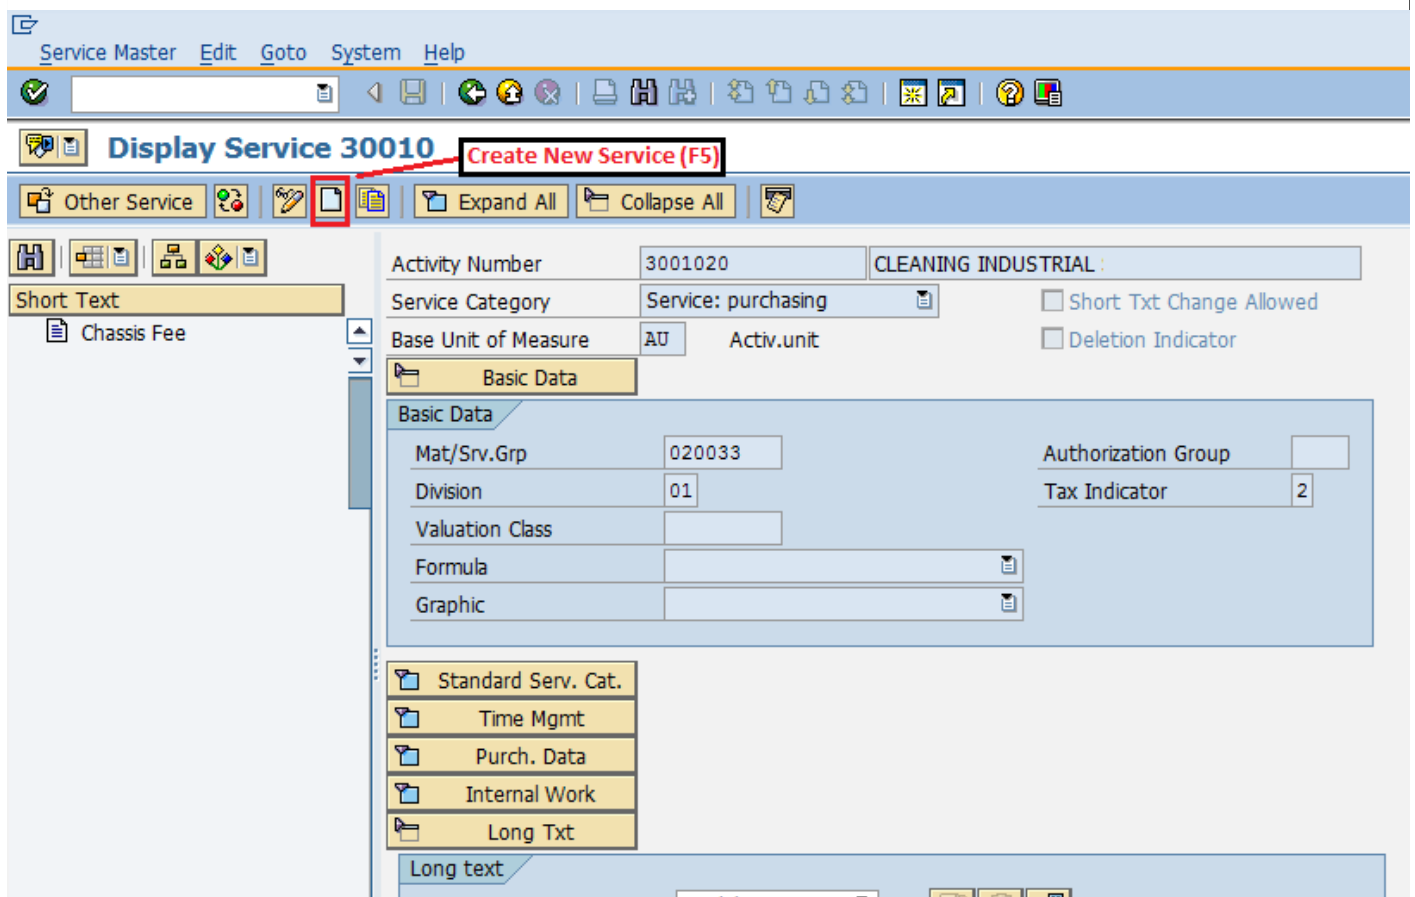 Service Master Edit Goto System Help
Display Service 30010
Create New Service (F5)
Other Service Expand All Collapse All
Short Text
Chassis Fee
Activity Number 3001020 CLEANING INDUSTRIAL
Service Category Service: purchasing Short Txt Change Allowed
Base Unit of Measure AU Activ.unit Deletion Indicator
Basic Data
Basic Data
Mat/Srv.Grp 020033 Authorization Group
Division 01 Tax Indicator 2
Valuation Class
Formula
Graphic
Standard Serv. Cat.
Time Mgmt
Purch. Data
Internal Work
Long Txt
Long text